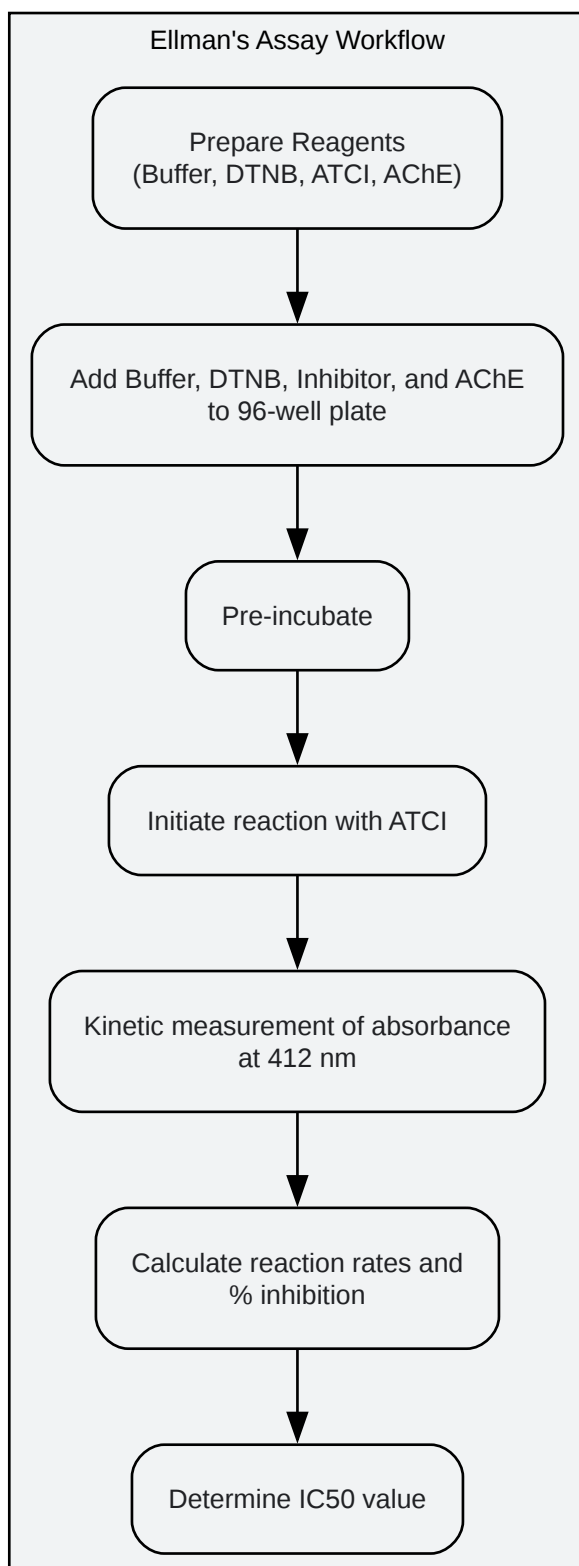 Ellman's Assay Workflow
Prepare Reagents
(Buffer, DTNB, ATCI, AChE)
Add Buffer, DTNB, Inhibitor, and AChE
to 96-well plate
Pre-incubate
Initiate reaction with ATCI
Kinetic measurement of absorbance
at 412 nm
Calculate reaction rates and
% inhibition
Determine IC50 value